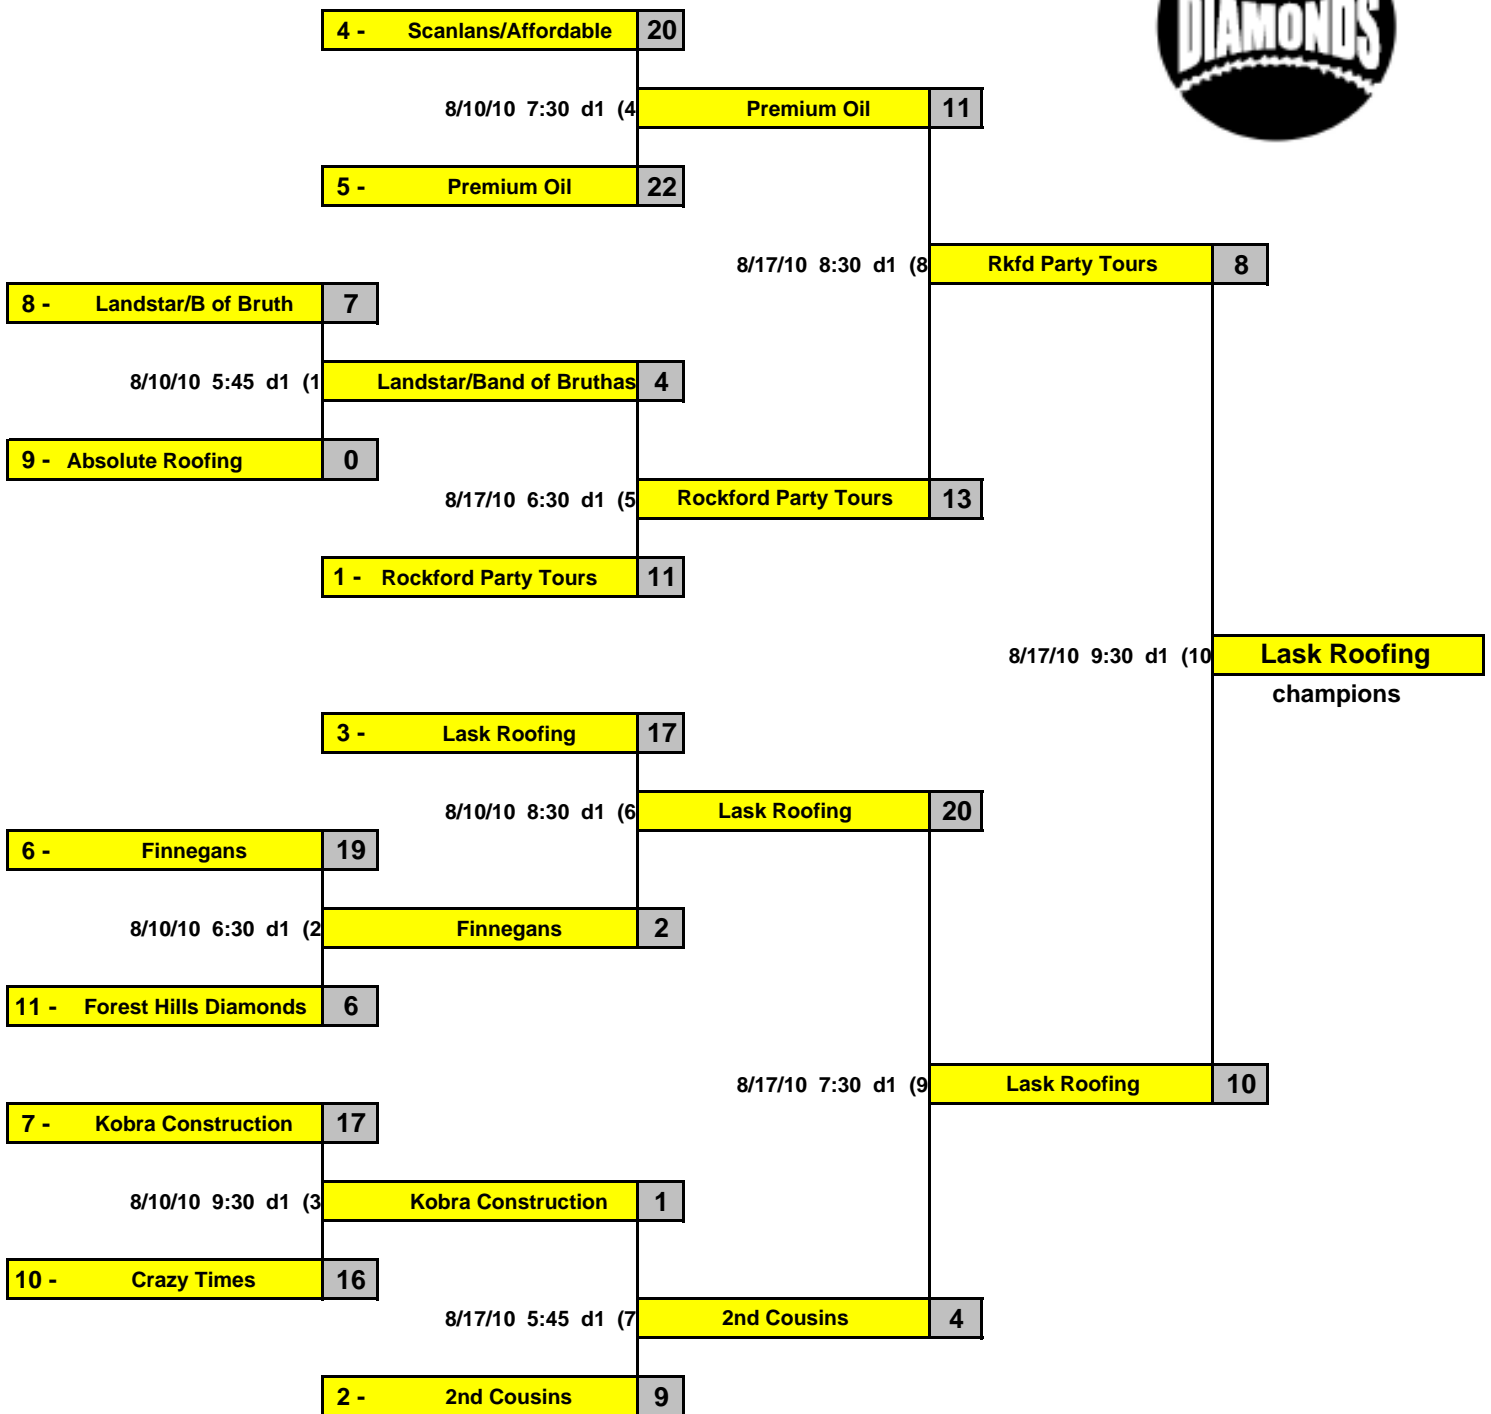 DIAMONDS
4 - Scanlans/Affordable 20
8/10/10 7:30 d1 (4 Premium Oil 11
5 - Premium Oil 22
8/17/10 8:30 d1 (8 Rkfd Party Tours 8
8 - Landstar/B of Bruth 7
8/10/10 5:45 d1 (1 Landstar/Band of Bruthas 4
9 - Absolute Roofing 0
8/17/10 6:30 d1 (5 Rockford Party Tours 13
1 - Rockford Party Tours 11
8/17/10 9:30 d1 (10 Lask Roofing
champions
3 - Lask Roofing 17
8/10/10 8:30 d1 (6 Lask Roofing 20
6 - Finnegans 19
8/10/10 6:30 d1 (2 Finnegans 2
11 - Forest Hills Diamonds 6
8/17/10 7:30 d1 (9 Lask Roofing 10
7 - Kobra Construction 17
8/10/10 9:30 d1 (3 Kobra Construction 1
10 - Crazy Times 16
8/17/10 5:45 d1 (7 2nd Cousins 4
2 - 2nd Cousins 9